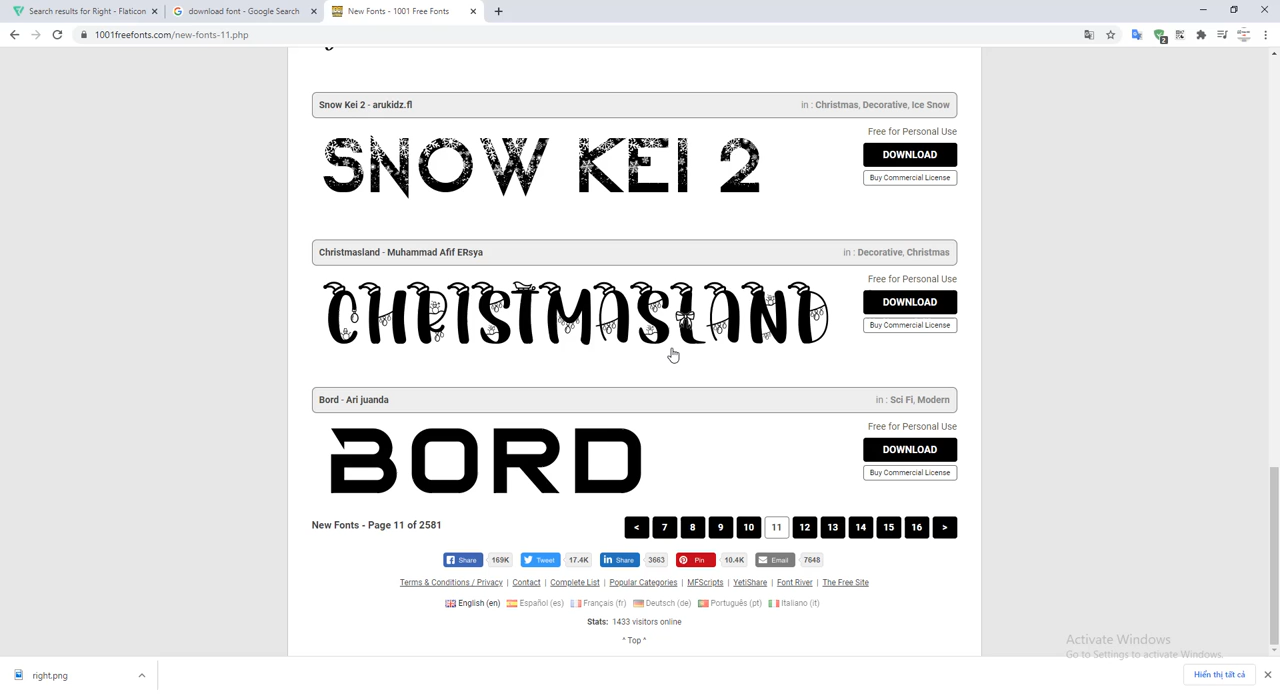 Search results for Right - Flaticon
download font - Google Search
New Fonts - 1001 Free Fonts
1001freefonts.com/new-fonts-11.php
2
Snow Kei 2 - arukidz.fl
in : Christmas, Decorative, Ice Snow
SNOW KEI 2
Free for Personal Use
DOWNLOAD
Buy Commercial License
Christmasland - Muhammad Afif ERsya
in : Decorative, Christmas
CHRISTMASLAND
Free for Personal Use
DOWNLOAD
Buy Commercial License
Bord - Ari juanda
in : Sci Fi, Modern
BORD
Free for Personal Use
DOWNLOAD
Buy Commercial License
New Fonts - Page 11 of 2581
< 7 8 9 10 11 12 13 14 15 16 >
Share 169K Tweet 17.4K Share 3663 Pin 10.4K Email 7648
Terms & Conditions / Privacy | Contact | Complete List | Popular Categories | MFScripts | YetiShare | Font River | The Free Site
English (en) Español (es) Français (fr) Deutsch (de) Português (pt) Italiano (it)
Stats: 1433 visitors online
^ Top ^
Activate Windows
Go to Settings to activate Windows.
right.png
Hiển thị tất cả